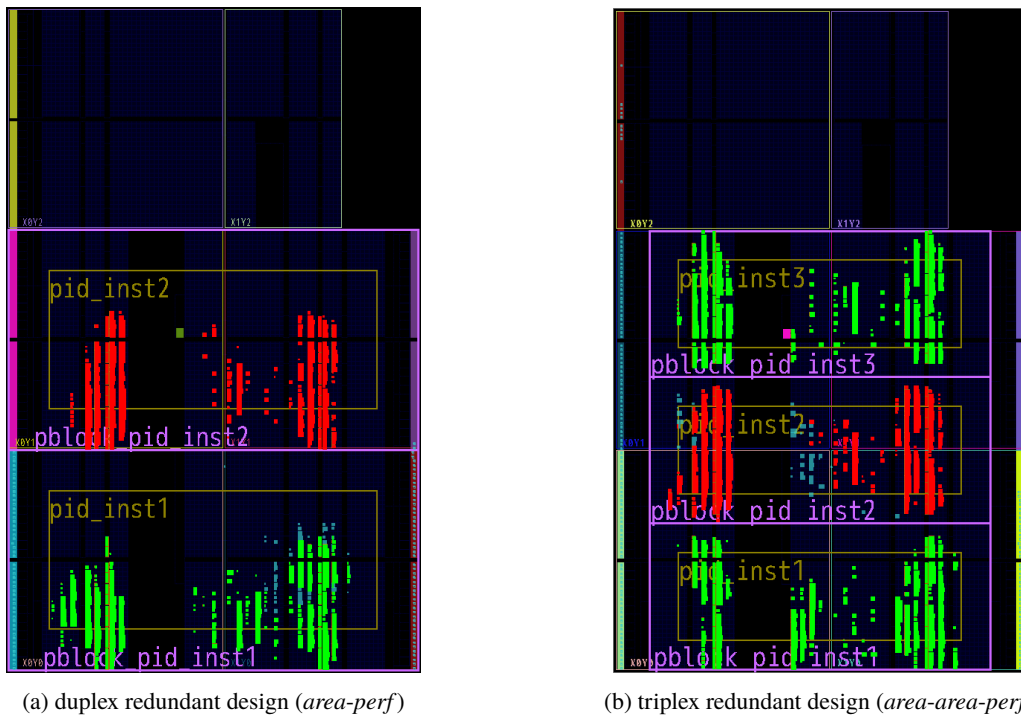 X0Y2 X1Y2
pid_inst2
X0Y1
pblock_pid_inst2
pid_inst1
X0Y0
pblock_pid_inst1
(a) duplex redundant design (area-perf)
X0Y2 X1Y2
pid_inst3
pblock_pid_inst3
pid_inst2
X0Y1
pblock_pid_inst2
pid_inst1
X0Y0
pblock_pid_inst1
(b) triplex redundant design (area-area-perf